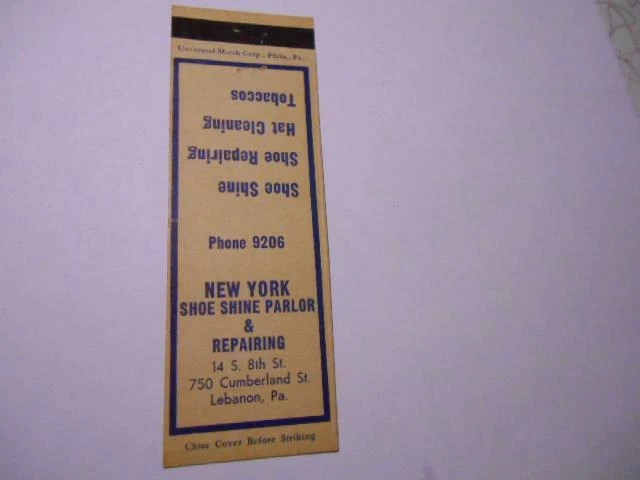 Universal Match Corp., Phila., Pa.
Shoe Shine
Shoe Repairing
Hat Cleaning
Tobaccos
Phone 9206
NEW YORK
SHOE SHINE PARLOR
&
REPAIRING
14 S. 8th St.
750 Cumberland St.
Lebanon, Pa.
Close Cover Before Striking